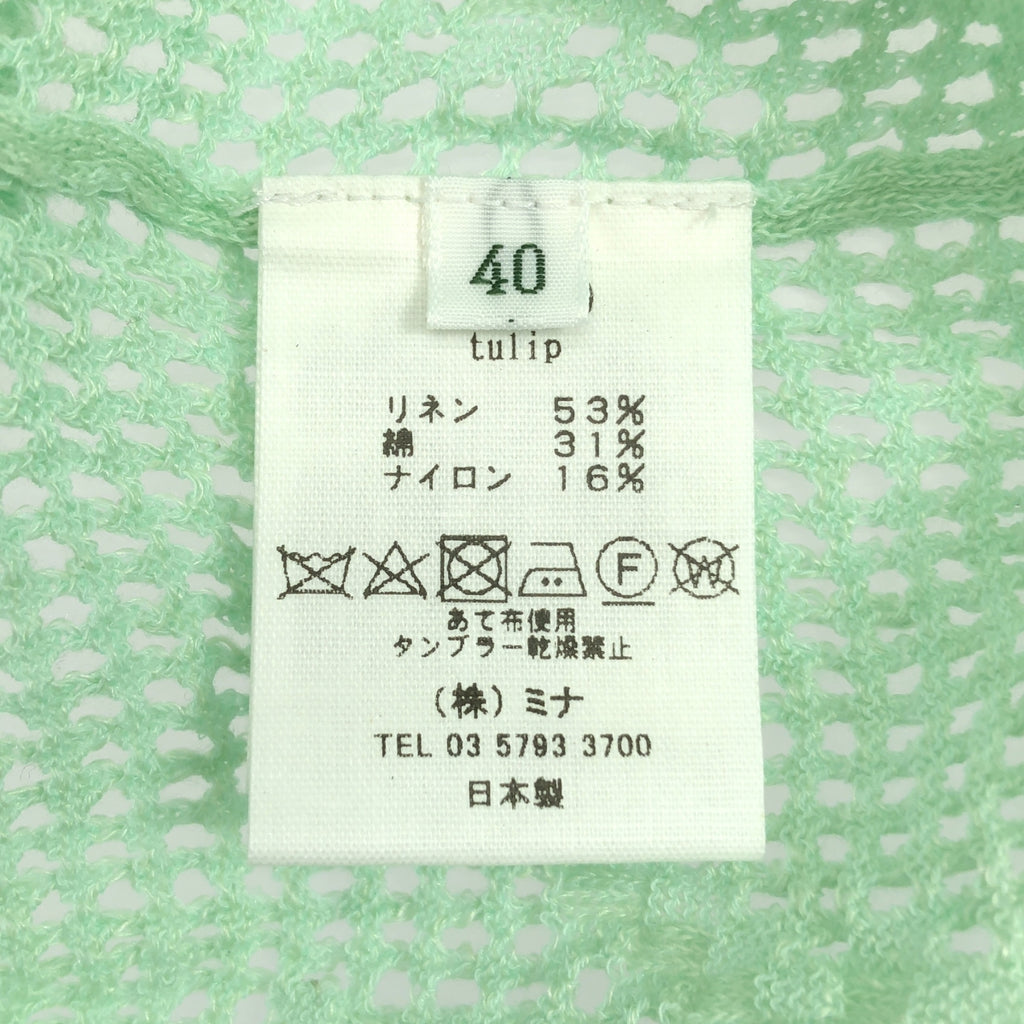 40
tulip
リネン 53%
綿 31%
ナイロン 16%
F
W
あて布使用
タンブラー乾燥禁止
(株)ミナ
TEL 03 5793 3700
日本製